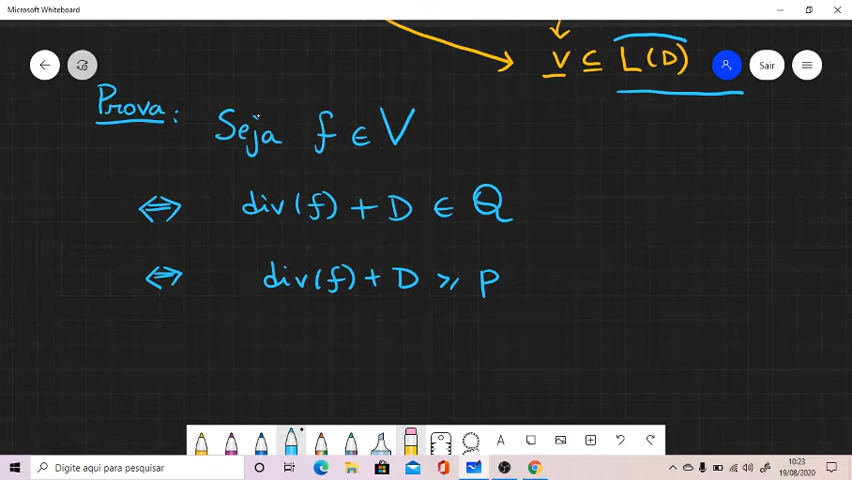 Microsoft Whiteboard
V ⊆ L(D)
Sair
Prova:
Seja f ∈ V
⇔ div(f) + D ∈ Q
⇔ div(f) + D ≥ p
A
Digite aqui para pesquisar
10:23
19/08/2020